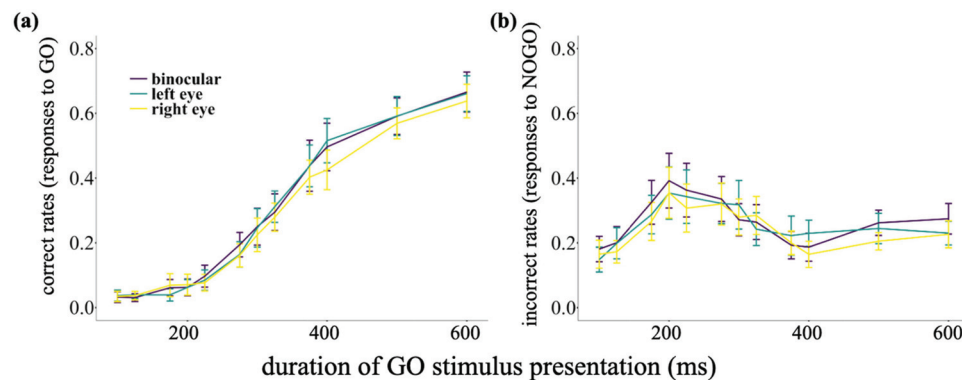 (a)
correct rates (responses to GO)
0.8
0.6
0.4
0.2
0.0
binocular
left eye
right eye
200
400
600
(b)
incorrect rates (responses to NOGO)
0.8
0.6
0.4
0.2
0.0
200
400
600
duration of GO stimulus presentation (ms)